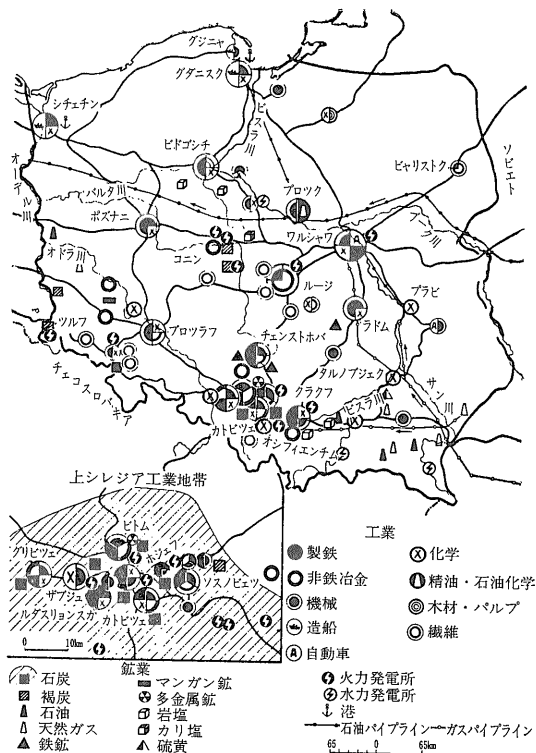 グジニャ
グダニスク
シチェチン
ビスラ川
ソビエト
ビドゴシチ
ビャリストク
オーデル川
バルタ川
プロツク
ポズナニ
ワルシャワ
ブーク川
オドラ川
コニン
ルージ
プラビ
ツルフ
ブロツラフ
チェンストホバ
ラドム
タルノブジェク
チェコスロバキア
クラクフ
ビスラ川
サン川
カトビツェ
オシフィエンチム
上シレジア工業地帯
ビトム
グリビツェ
ホジュフ
ザブジェ
ソスノビエツ
ルダスリョンスカ
カトビツェ
0 10km
工業
製鉄
非鉄冶金
機械
造船
自動車
化学
精油・石油化学
木材・パルプ
繊維
火力発電所
水力発電所
港
石油パイプライン
ガスパイプライン
65 0 65km
鉱業
石炭
褐炭
石油
天然ガス
鉄鉱
マンガン鉱
多金属鉱
岩塩
カリ塩
硫黄